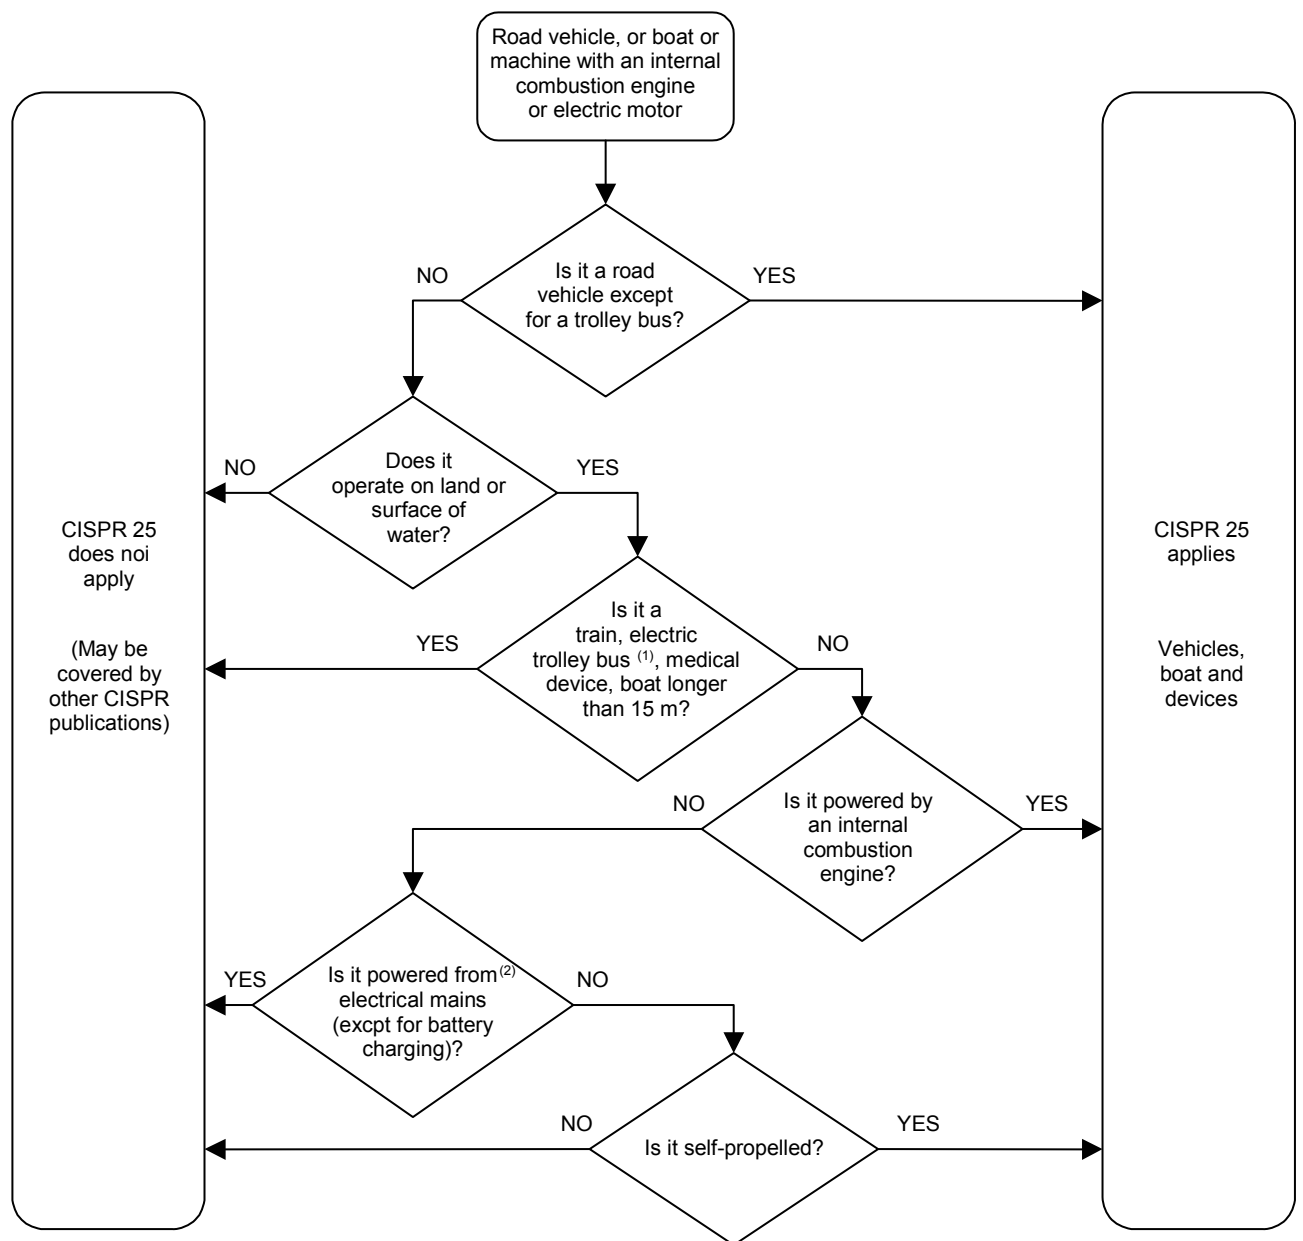 Road vehicle, or boat or
machine with an internal
combustion engine
or electric motor
Is it a road
vehicle except
for a trolley bus?
NO
YES
Does it
operate on land or
surface of
water?
NO
YES
Is it a
train, electric
trolley bus (1), medical
device, boat longer
than 15 m?
YES
NO
Is it powered by
an internal
combustion
engine?
NO
YES
Is it powered from(2)
electrical mains
(excpt for battery
charging)?
YES
NO
Is it self-propelled?
NO
YES
CISPR 25
does noi
apply
(May be
covered by
other CISPR
publications)
CISPR 25
applies
Vehicles,
boat and
devices